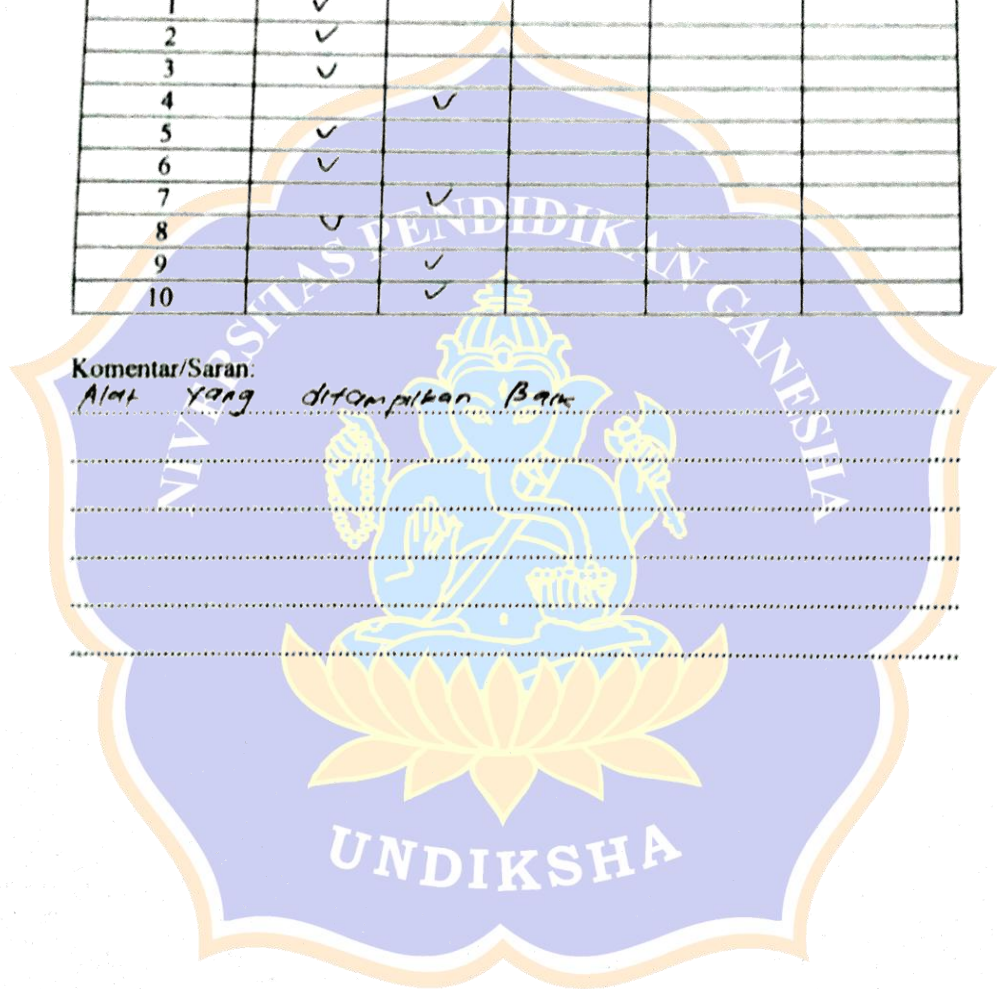 1 ✓
2 ✓
3 ✓
4 ✓
5 ✓
6 ✓
7 ✓
8 ✓
9 ✓
10 ✓
Komentar/Saran:
Alat yang ditampilkan Baik
NIVERSITAS PENDIDIKAN GANESHA
UNDIKSHA